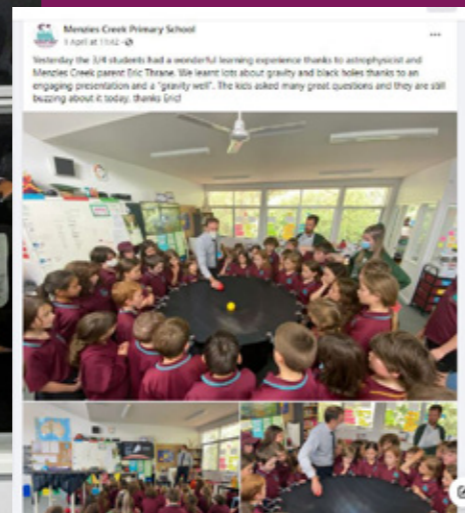 Menzies Creek Primary School
1 April at 11:42 ·
Yesterday the 3/4 students had a wonderful learning experience thanks to astrophysicist and
Menzies Creek parent Eric Thrane. We learnt lots about gravity and black holes thanks to an
engaging presentation and a "gravity well". The kids asked many great questions and they are still
buzzing about it today, thanks Eric!